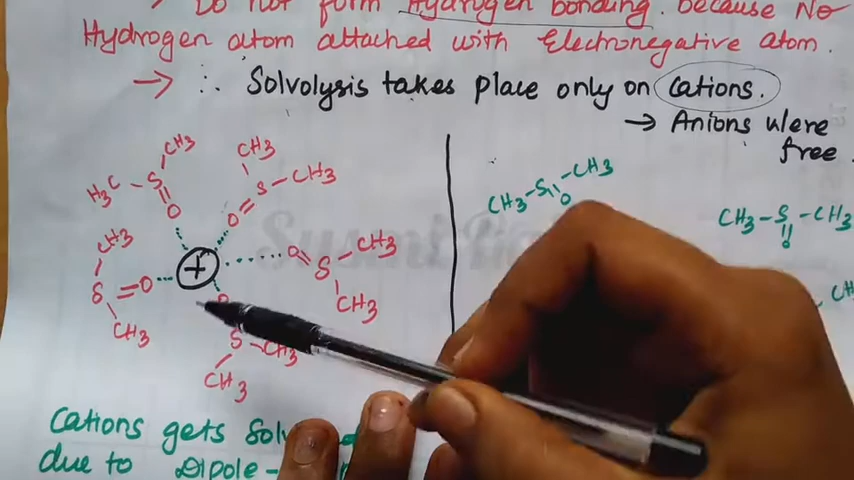 Do not form Hydrogen bonding. because No
Hydrogen atom attached with Electronegative atom.
→ ∴ Solvolysis takes place only on cations.
→ Anions were
free
CH3
H3C - S = O
CH3
S - CH3
O
CH3
S = O
CH3
+
O = S - CH3
CH3
O
S - CH3
CH3
CH3 - S - CH3
O
CH3 - S - CH3
O
CH3
Cations gets
due to Dipole-